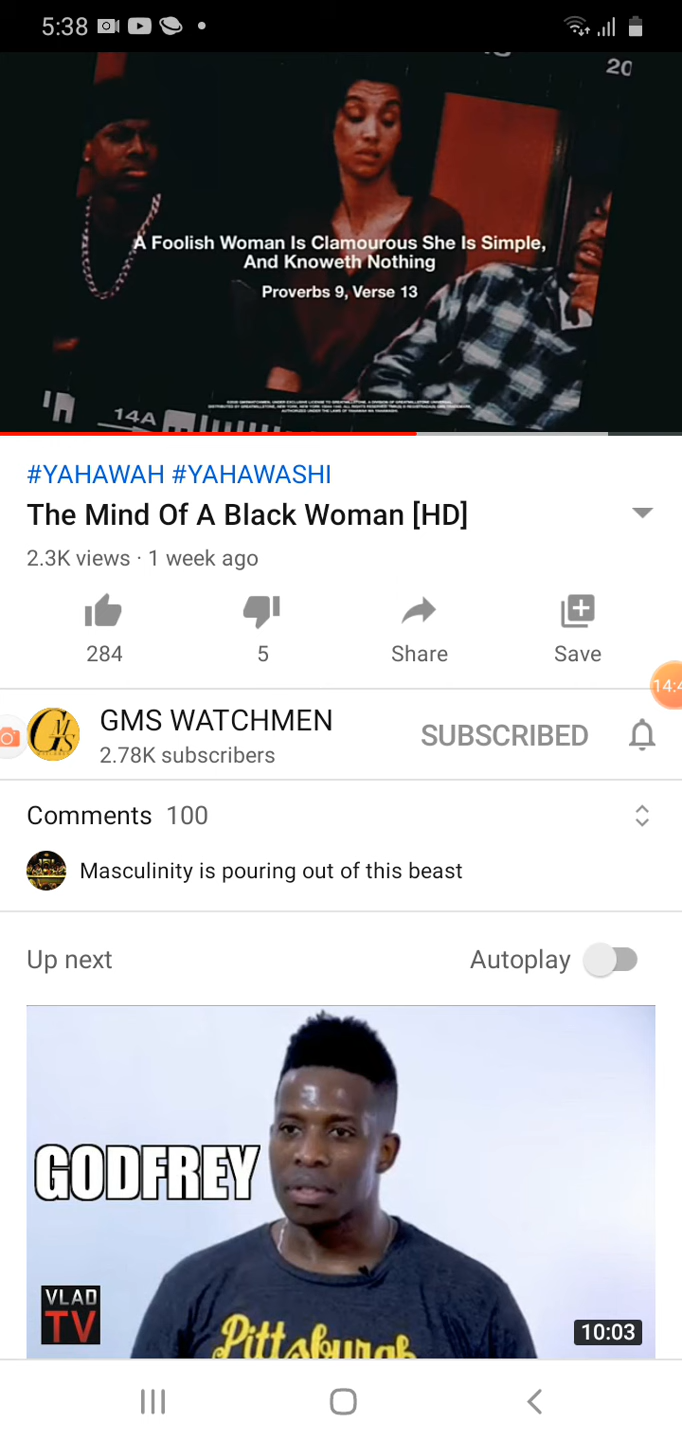 5:38
20
A Foolish Woman Is Clamourous She Is Simple,
And Knoweth Nothing
Proverbs 9, Verse 13
14A
#YAHAWAH #YAHAWASHI
The Mind Of A Black Woman [HD]
2.3K views · 1 week ago
284
5
Share
Save
14:4
GMS WATCHMEN
2.78K subscribers
SUBSCRIBED
GMS
Comments 100
Masculinity is pouring out of this beast
Up next
Autoplay
GODFREY
VLAD
TV
Pittsburgh
10:03